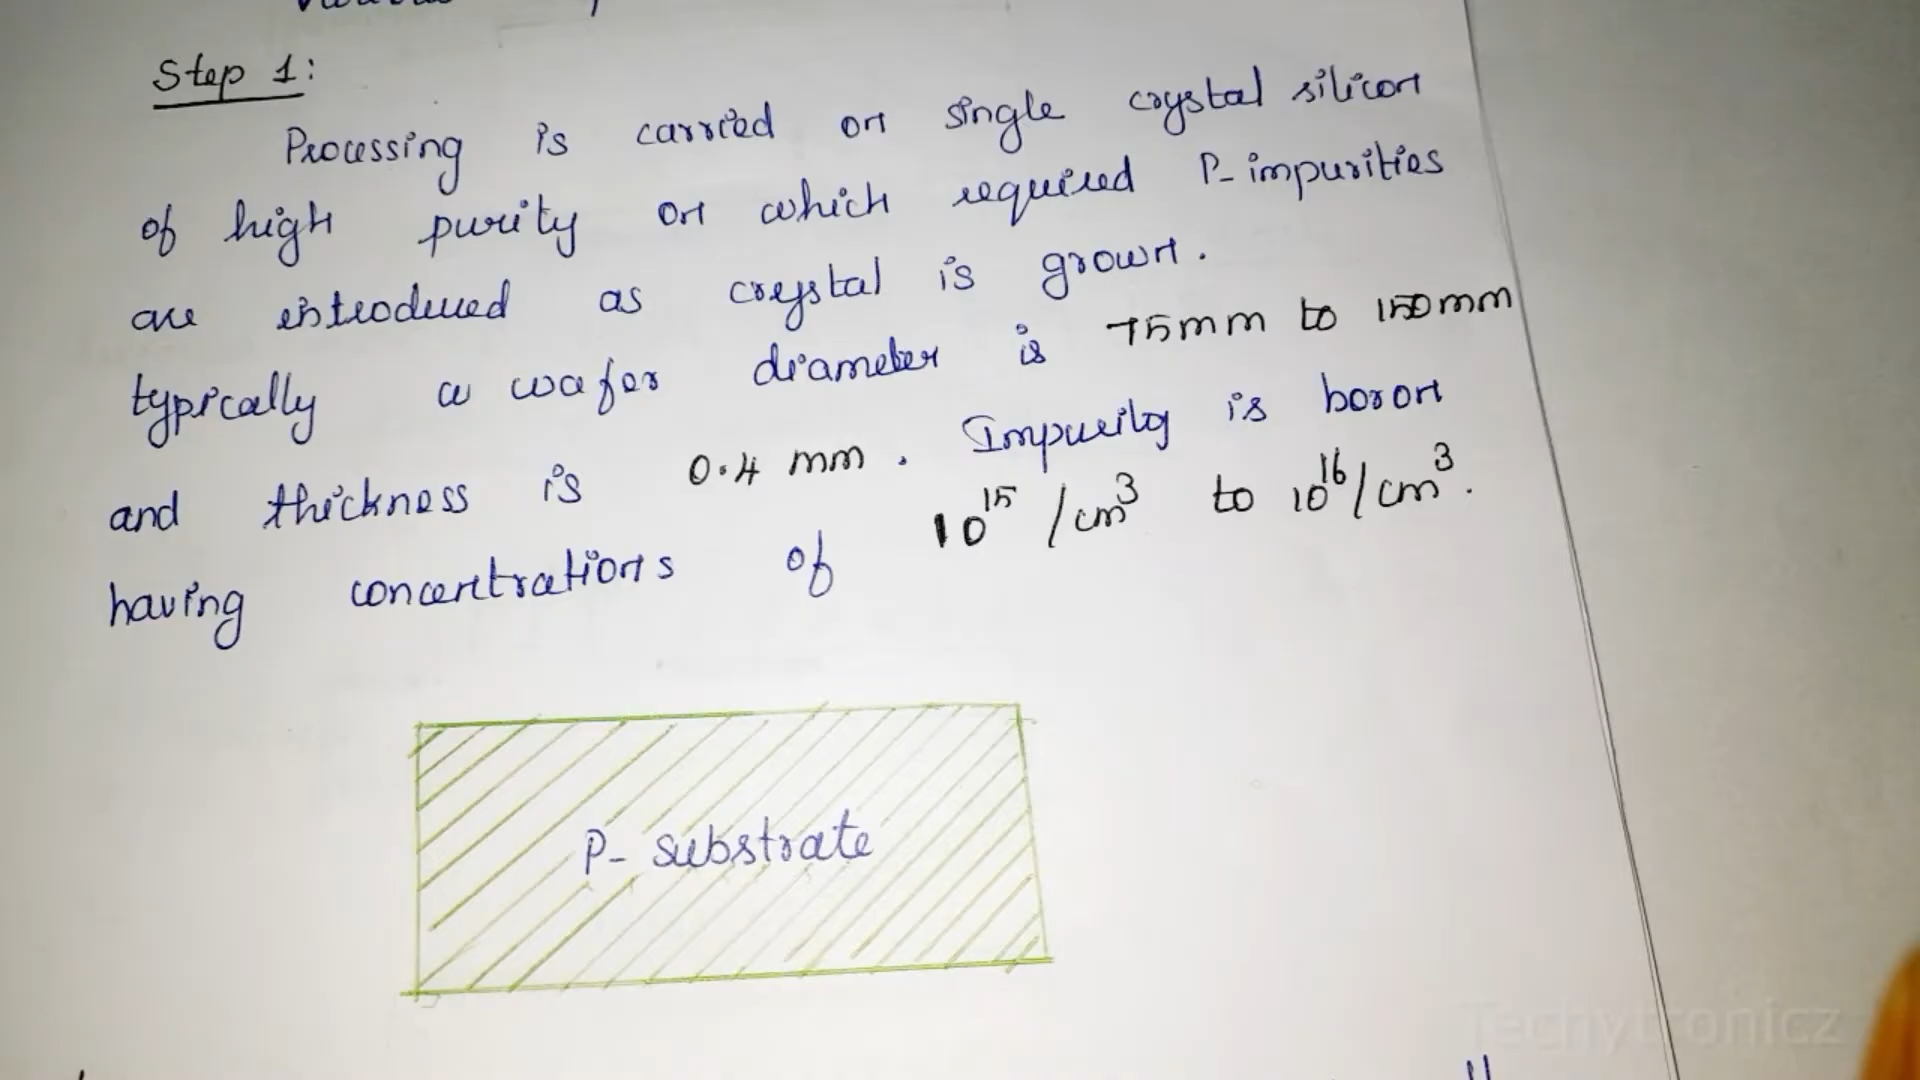 Step 1:
Processing is carried on single crystal silicon
of high purity on which required P-impurities
are introduced as crystal is grown.
typically a wafer diameter is 75mm to 150mm
and thickness is 0.4 mm. Impurity is boron
having concentrations of 10^15 /cm^3 to 10^16/cm^3.
P- substrate
Techytronicz